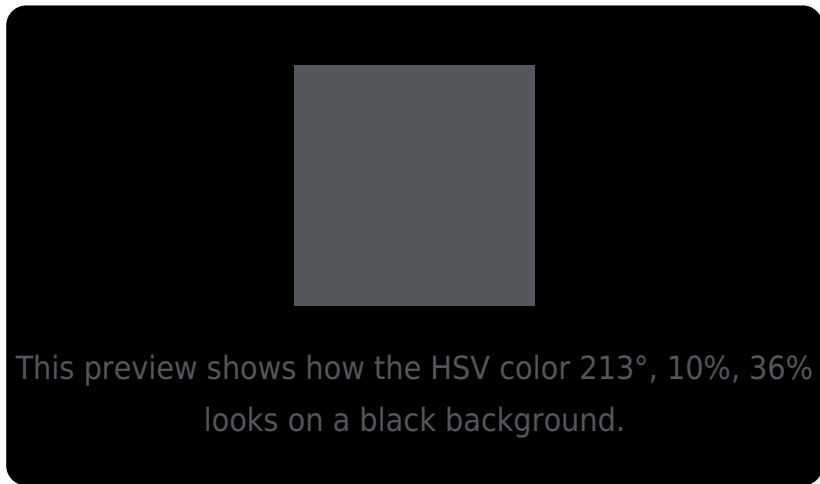 This preview shows how the HSV color 213°, 10%, 36%
looks on a black background.